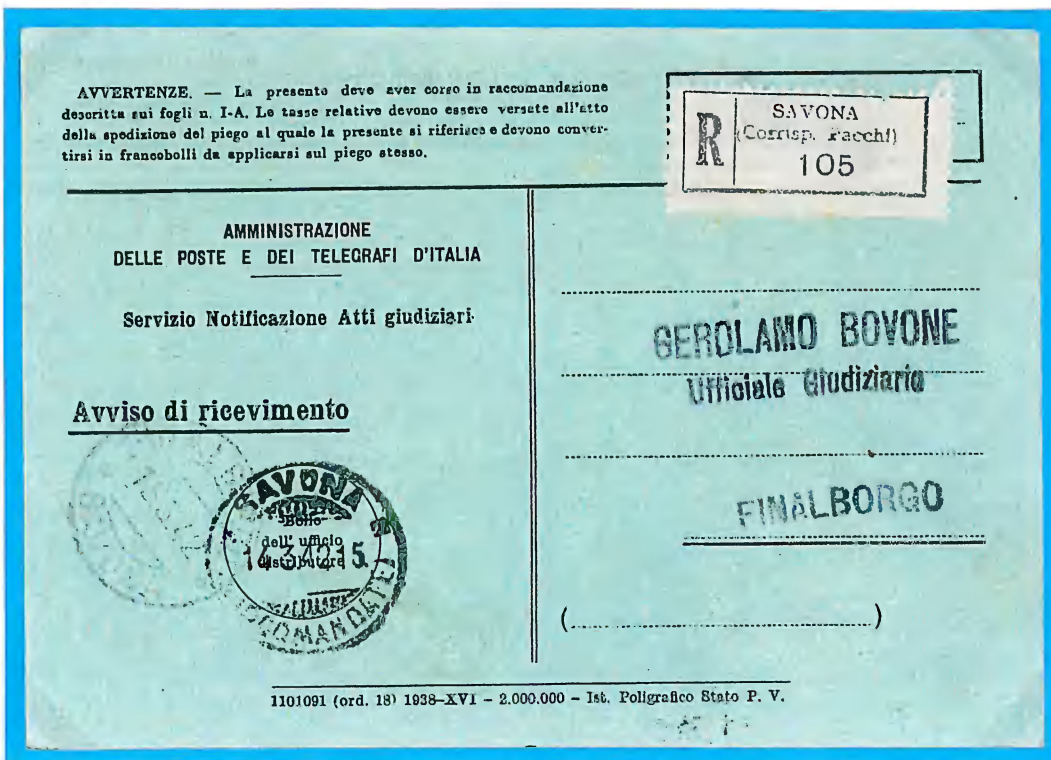 AVVERTENZE. — La presente deve aver corso in raccomandazione
descritta sui fogli n. I-A. Le tasse relative devono essere versate all'atto
della spedizione del piego al quale la presente si riferisce e devono conver-
tirsi in francobolli da applicarsi sul piego stesso.
R
SAVONA
(Corrisp. Pacchi)
105
AMMINISTRAZIONE
DELLE POSTE E DEI TELEGRAFI D'ITALIA
Servizio Notificazione Atti giudiziari
Avviso di ricevimento
GEROLAMO BOVONE
Ufficiale Giudiziario
FINALBORGO
SAVONA
Bollo
dell' ufficio
distributore
14.3.42 15
(..............................)
1101091 (ord. 18) 1938-XVI - 2.000.000 - Ist. Poligrafico Stato P. V.